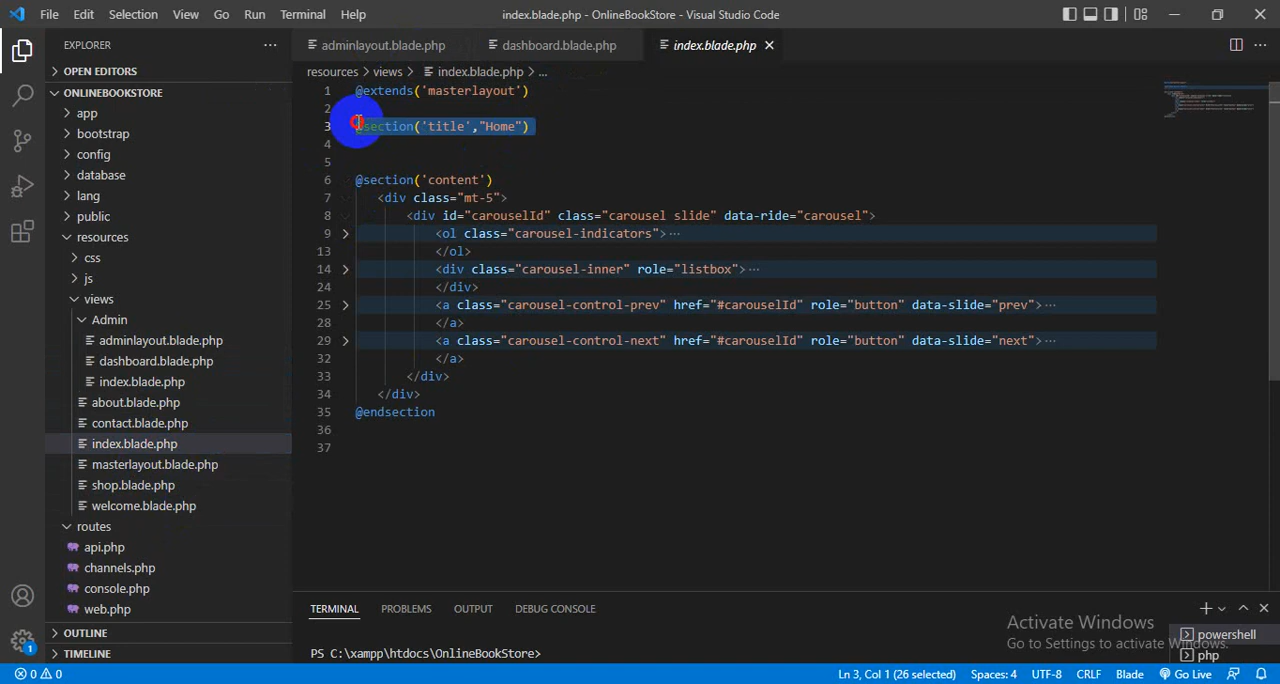 File Edit Selection View Go Run Terminal Help index.blade.php - OnlineBookStore - Visual Studio Code
EXPLORER
OPEN EDITORS
ONLINEBOOKSTORE
app
bootstrap
config
database
lang
public
resources
css
js
views
Admin
adminlayout.blade.php
dashboard.blade.php
index.blade.php
about.blade.php
contact.blade.php
index.blade.php
masterlayout.blade.php
shop.blade.php
welcome.blade.php
routes
api.php
channels.php
console.php
web.php
OUTLINE
TIMELINE
adminlayout.blade.php dashboard.blade.php index.blade.php
resources > views > index.blade.php > ...
1 @extends('masterlayout')
2
3 @section('title',"Home")
4
5
6 @section('content')
7 <div class="mt-5">
8 <div id="carouselId" class="carousel slide" data-ride="carousel">
9 <ol class="carousel-indicators">···
13 </ol>
14 <div class="carousel-inner" role="listbox">···
24 </div>
25 <a class="carousel-control-prev" href="#carouselId" role="button" data-slide="prev">···
28 </a>
29 <a class="carousel-control-next" href="#carouselId" role="button" data-slide="next">···
32 </a>
33 </div>
34 </div>
35 @endsection
36
37
TERMINAL PROBLEMS OUTPUT DEBUG CONSOLE
PS C:\xampp\htdocs\OnlineBookStore>
powershell
php
Activate Windows
Go to Settings to activate Windows.
0 0 Ln 3, Col 1 (26 selected) Spaces: 4 UTF-8 CRLF Blade Go Live
1